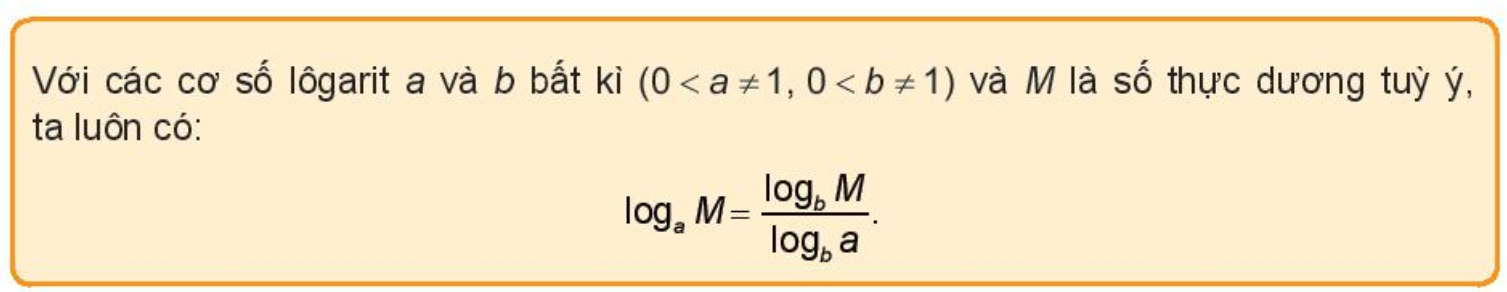 Với các cơ số lôgarit a và b bất kì (0 < a ≠ 1, 0 < b ≠ 1) và M là số thực dương tuỳ ý,
ta luôn có:
log_a M = \frac{log_b M}{log_b a}.